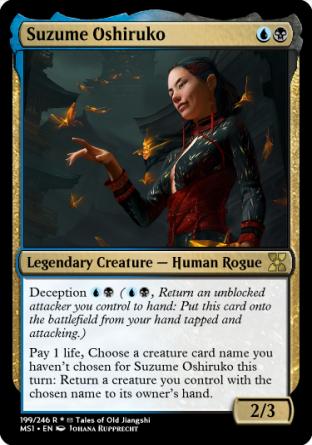 Suzume Oshiruko
Legendary Creature — Human Rogue
Deception (, Return an unblocked
attacker you control to hand: Put this card onto
the battlefield from your hand tapped and
attacking.)
Pay 1 life, Choose a creature card name you
haven't chosen for Suzume Oshiruko this
turn: Return a creature you control with the
chosen name to its owner's hand.
199/246 R * Tales of Old Jiangshi
MS1 • EN Johana Rupprecht
2/3